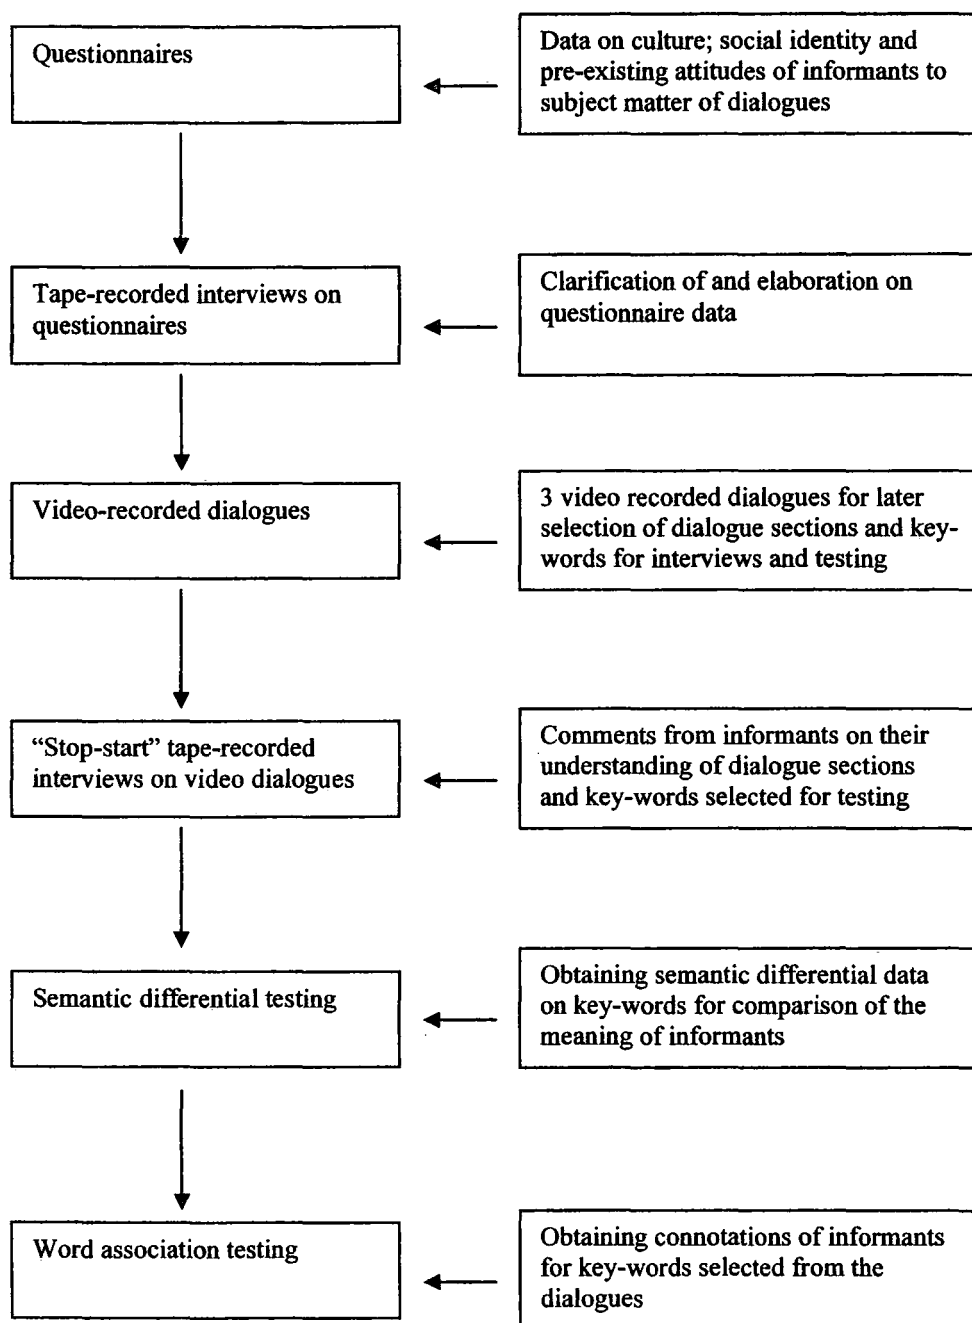 Questionnaires
Data on culture; social identity and
pre-existing attitudes of informants to
subject matter of dialogues
Tape-recorded interviews on
questionnaires
Clarification of and elaboration on
questionnaire data
Video-recorded dialogues
3 video recorded dialogues for later
selection of dialogue sections and key-
words for interviews and testing
“Stop-start” tape-recorded
interviews on video dialogues
Comments from informants on their
understanding of dialogue sections
and key-words selected for testing
Semantic differential testing
Obtaining semantic differential data
on key-words for comparison of the
meaning of informants
Word association testing
Obtaining connotations of informants
for key-words selected from the
dialogues